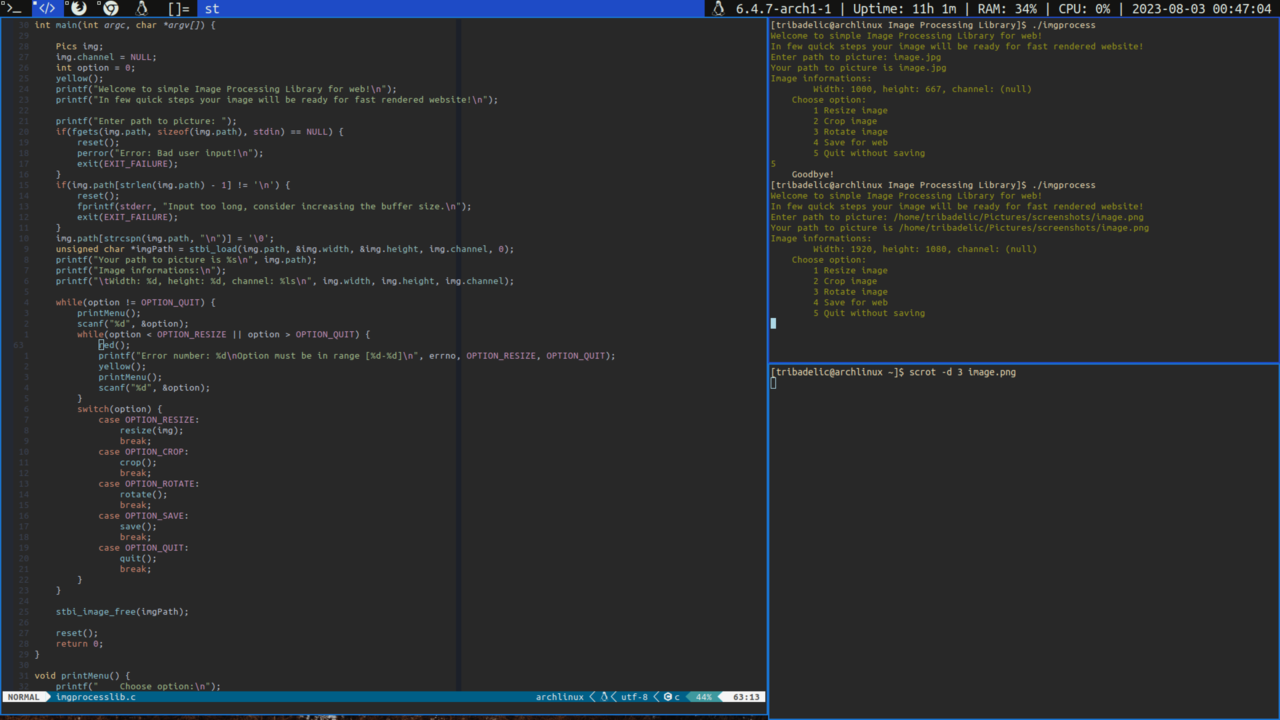 >_ </> []= st 6.4.7-arch1-1 | Uptime: 11h 1m | RAM: 34% | CPU: 0% | 2023-08-03 00:47:04
30 int main(int argc, char *argv[]) {
29
28 Pics img;
27 img.channel = NULL;
26 int option = 0;
25 yellow();
24 printf("Welcome to simple Image Processing Library for web!\n");
23 printf("In few quick steps your image will be ready for fast rendered website!\n");
22
21 printf("Enter path to picture: ");
20 if(fgets(img.path, sizeof(img.path), stdin) == NULL) {
19 reset();
18 perror("Error: Bad user input!\n");
17 exit(EXIT_FAILURE);
16 }
15 if(img.path[strlen(img.path) - 1] != '\n') {
14 reset();
13 fprintf(stderr, "Input too long, consider increasing the buffer size.\n");
12 exit(EXIT_FAILURE);
11 }
10 img.path[strcspn(img.path, "\n")] = '\0';
9 unsigned char *imgPath = stbi_load(img.path, &img.width, &img.height, img.channel, 0);
8 printf("Your path to picture is %s\n", img.path);
7 printf("Image informations:\n");
6 printf("\tWidth: %d, height: %d, channel: %ls\n", img.width, img.height, img.channel);
5
4 while(option != OPTION_QUIT) {
3 printMenu();
2 scanf("%d", &option);
1 while(option < OPTION_RESIZE || option > OPTION_QUIT) {
63 red();
1 printf("Error number: %d\nOption must be in range [%d-%d]\n", errno, OPTION_RESIZE, OPTION_QUIT);
2 yellow();
3 printMenu();
4 scanf("%d", &option);
5 }
6 switch(option) {
7 case OPTION_RESIZE:
8 resize(img);
9 break;
10 case OPTION_CROP:
11 crop();
12 break;
13 case OPTION_ROTATE:
14 rotate();
15 break;
16 case OPTION_SAVE:
17 save();
18 break;
19 case OPTION_QUIT:
20 quit();
21 break;
22 }
23 }
24
25 stbi_image_free(imgPath);
26
27 reset();
28 return 0;
29 }
30
31 void printMenu() {
32 printf("    Choose option:\n");
NORMAL imgprocesslib.c archlinux utf-8 c 44% 63:13
[tribadelic@archlinux Image Processing Library]$ ./imgprocess
Welcome to simple Image Processing Library for web!
In few quick steps your image will be ready for fast rendered website!
Enter path to picture: image.jpg
Your path to picture is image.jpg
Image informations:
Width: 1000, height: 667, channel: (null)
Choose option:
1 Resize image
2 Crop image
3 Rotate image
4 Save for web
5 Quit without saving
5
Goodbye!
[tribadelic@archlinux Image Processing Library]$ ./imgprocess
Welcome to simple Image Processing Library for web!
In few quick steps your image will be ready for fast rendered website!
Enter path to picture: /home/tribadelic/Pictures/screenshots/image.png
Your path to picture is /home/tribadelic/Pictures/screenshots/image.png
Image informations:
Width: 1920, height: 1080, channel: (null)
Choose option:
1 Resize image
2 Crop image
3 Rotate image
4 Save for web
5 Quit without saving
[tribadelic@archlinux ~]$ scrot -d 3 image.png